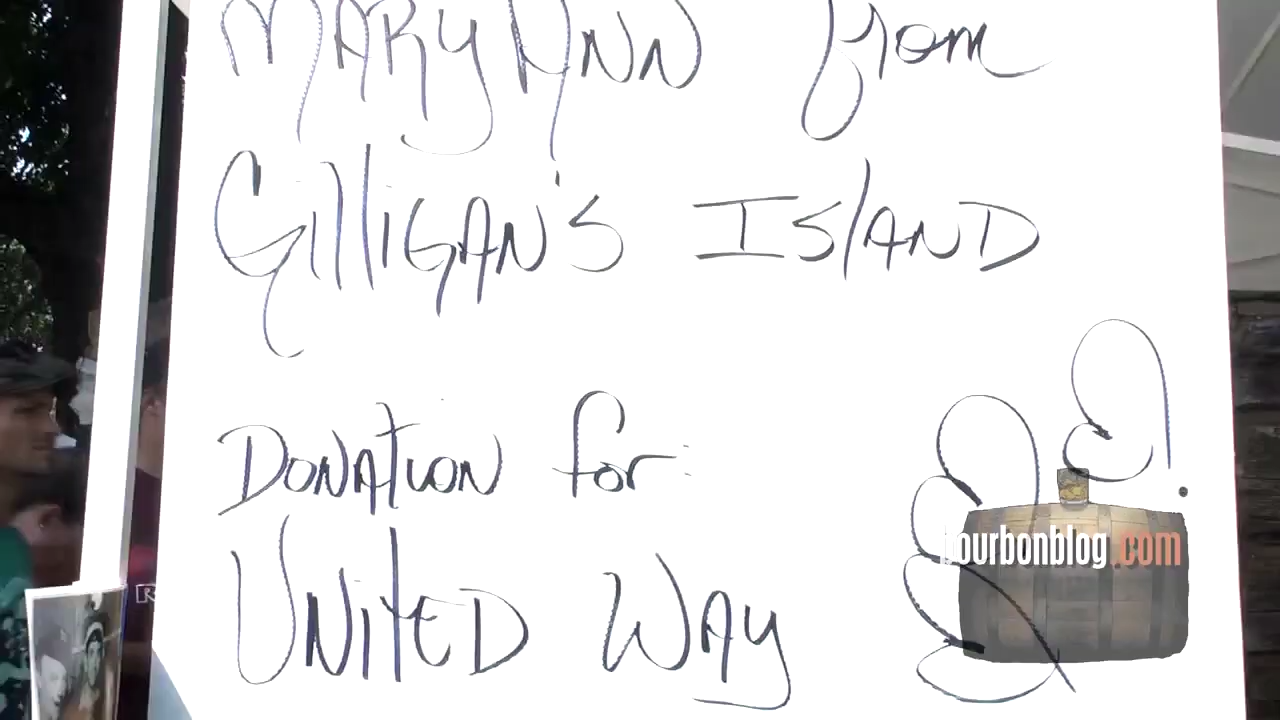 MARY ANN from
Gilligan's Island
Donation for:
United Way
bourbonblog.com